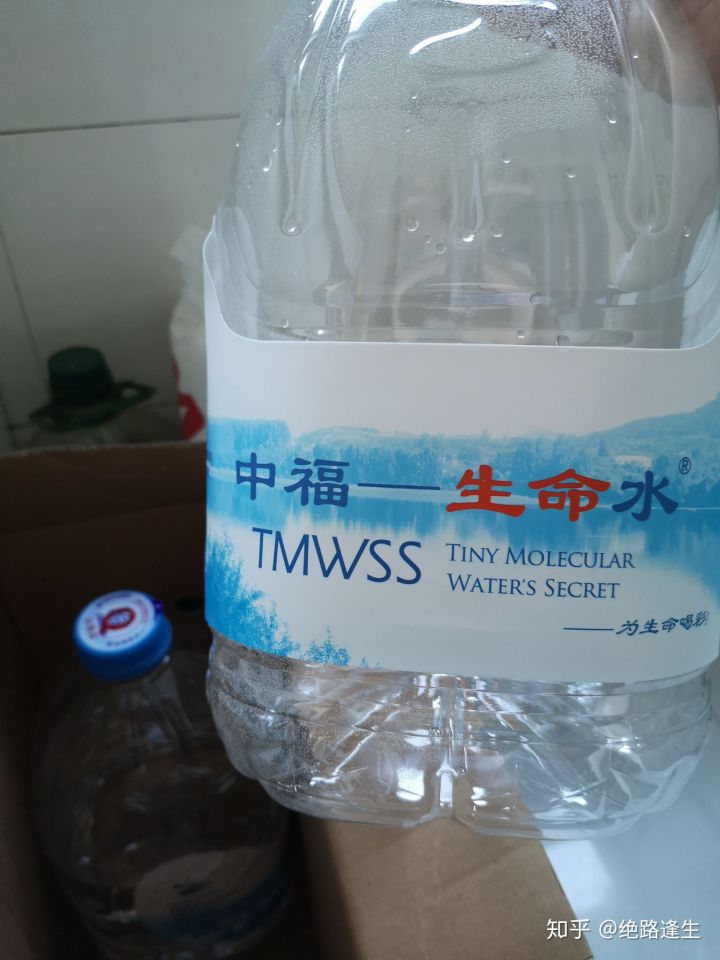 中福——生命水®
TMWSS
TINY MOLECULAR
WATER'S SECRET
——为生命喝彩!
知乎 @绝路逢生